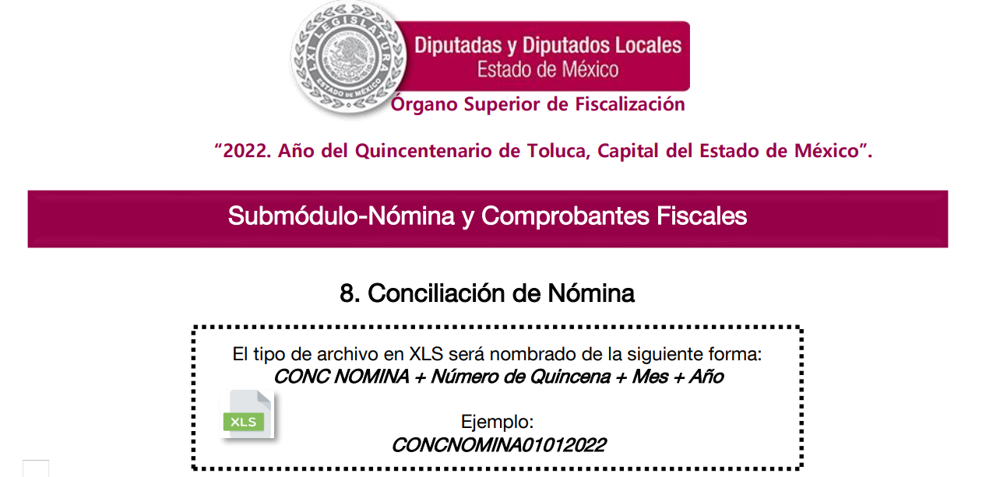 LXI LEGISLATURA
ESTADO DE MÉXICO
Diputadas y Diputados Locales
Estado de México
Órgano Superior de Fiscalización
“2022. Año del Quincentenario de Toluca, Capital del Estado de México”.
Submódulo-Nómina y Comprobantes Fiscales
8. Conciliación de Nómina
El tipo de archivo en XLS será nombrado de la siguiente forma:
CONC NOMINA + Número de Quincena + Mes + Año
XLS
Ejemplo:
CONCNOMINA01012022